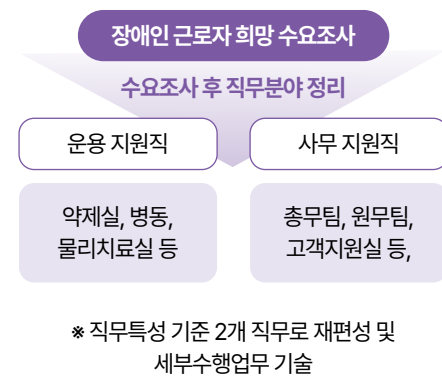 장애인 근로자 희망 수요조사
수요조사 후 직무분야 정리
운용 지원직
사무 지원직
약제실, 병동,
물리치료실 등
총무팀, 원무팀,
고객지원실 등,
※ 직무특성 기준 2개 직무로 재편성 및
세부수행업무 기술